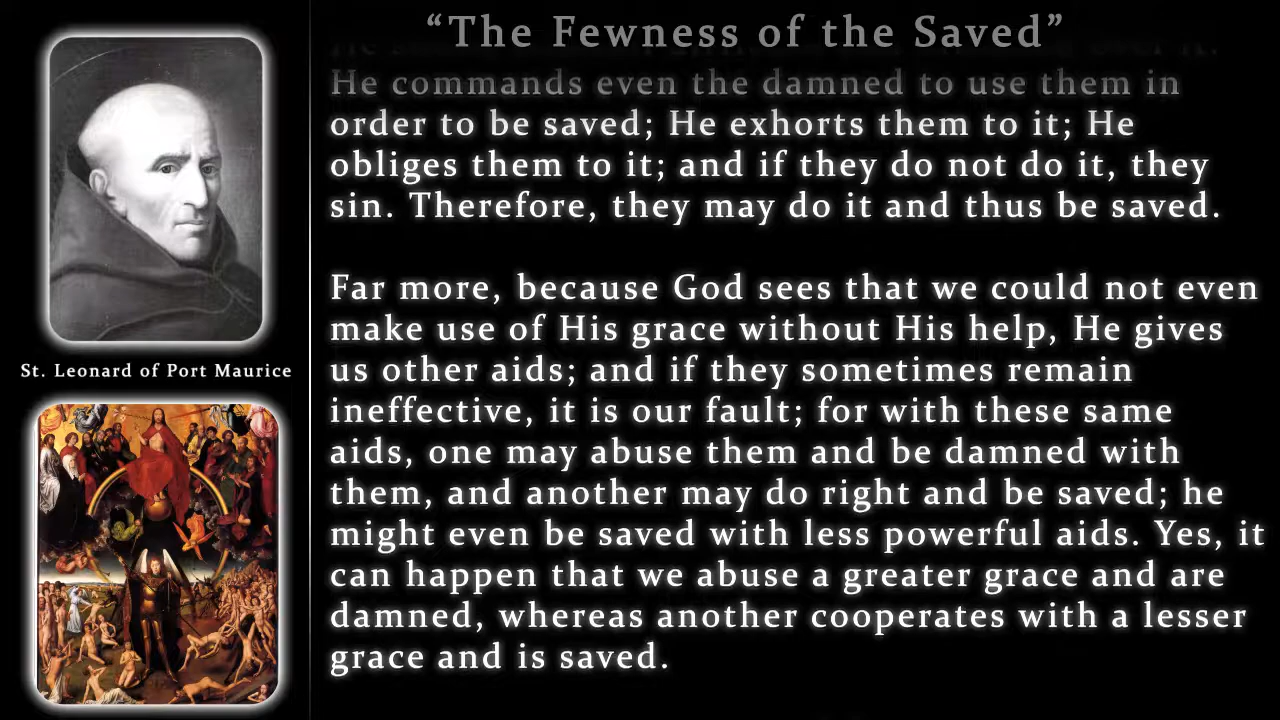 “The Fewness of the Saved”
He commands even the damned to use them in
order to be saved; He exhorts them to it; He
obliges them to it; and if they do not do it, they
sin. Therefore, they may do it and thus be saved.
Far more, because God sees that we could not even
make use of His grace without His help, He gives
us other aids; and if they sometimes remain
ineffective, it is our fault; for with these same
aids, one may abuse them and be damned with
them, and another may do right and be saved; he
might even be saved with less powerful aids. Yes, it
can happen that we abuse a greater grace and are
damned, whereas another cooperates with a lesser
grace and is saved.
St. Leonard of Port Maurice